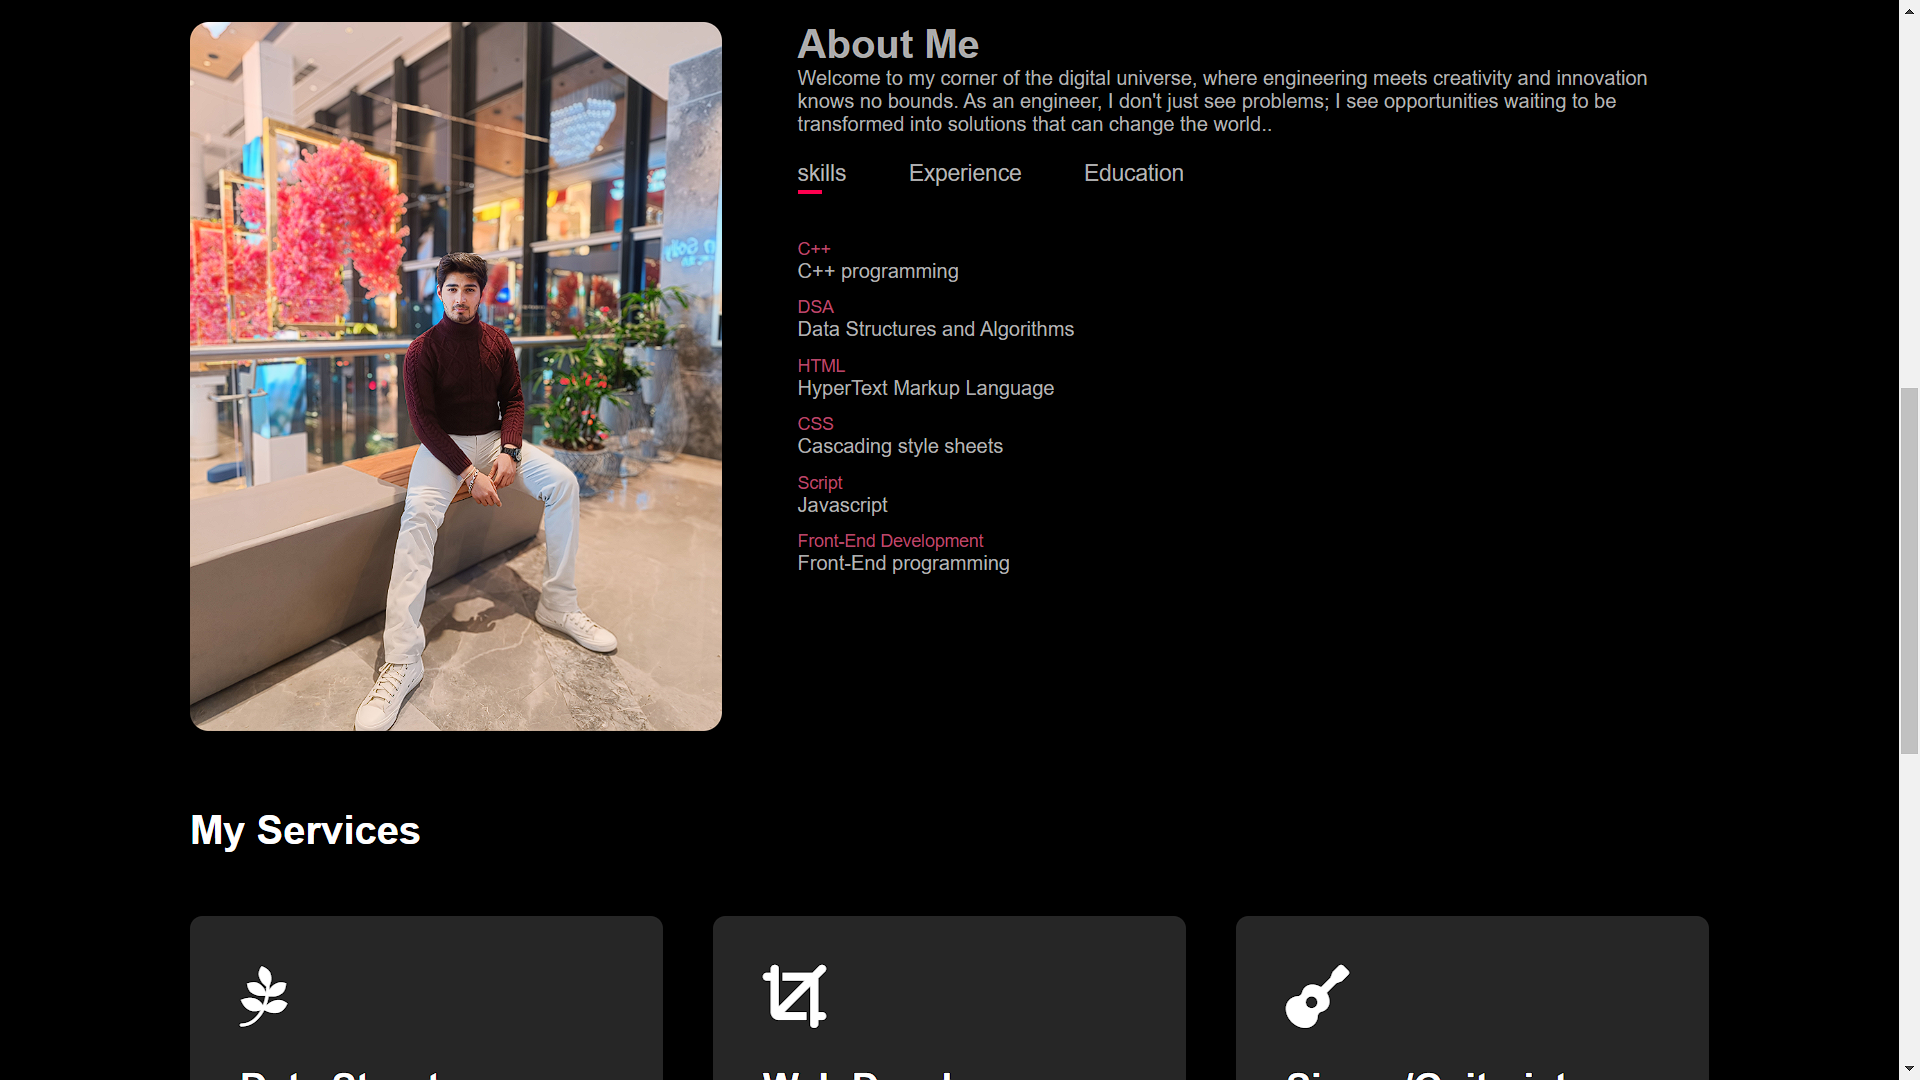 About Me
Welcome to my corner of the digital universe, where engineering meets creativity and innovation
knows no bounds. As an engineer, I don't just see problems; I see opportunities waiting to be
transformed into solutions that can change the world..
skills Experience Education
C++
C++ programming
DSA
Data Structures and Algorithms
HTML
HyperText Markup Language
CSS
Cascading style sheets
Script
Javascript
Front-End Development
Front-End programming
My Services